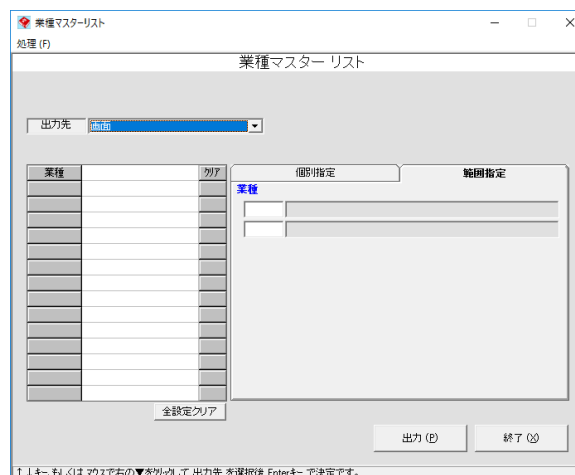 業種マスターリスト
処理(F)
業種マスター リスト
出力先 画面
業種 クリア 個別指定 範囲指定
業種
全設定クリア
出力(P) 終了(X)
↑↓キー、もしくは マウスで右の▼をクリックして 出力先 を選択後 Enterキー で決定です。